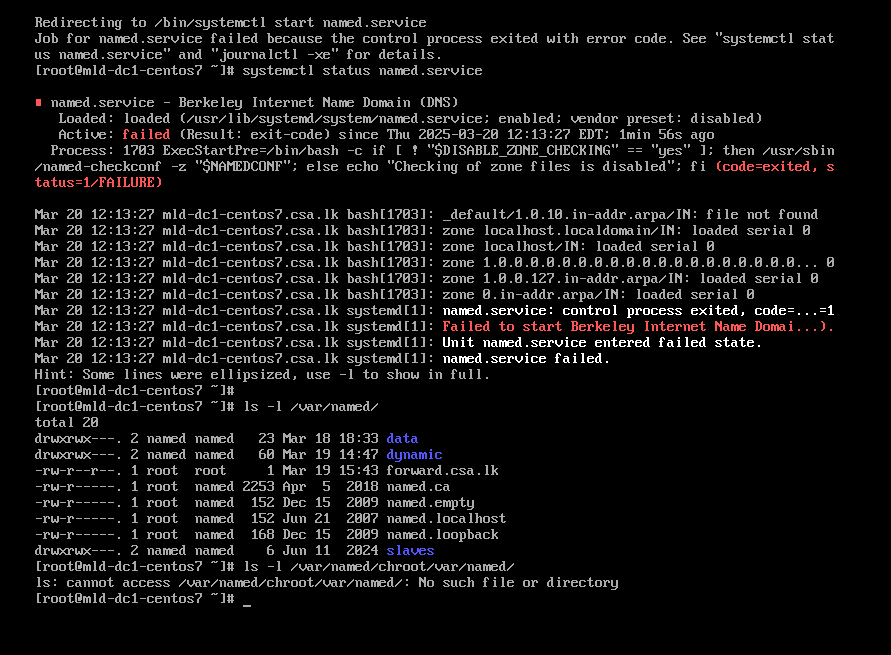 Redirecting to /bin/systemctl start named.service
Job for named.service failed because the control process exited with error code. See "systemctl stat
us named.service" and "journalctl -xe" for details.
[root@mld-dc1-centos7 ~]# systemctl status named.service
named.service - Berkeley Internet Name Domain (DNS)
Loaded: loaded (/usr/lib/systemd/system/named.service; enabled; vendor preset: disabled)
Active: failed (Result: exit-code) since Thu 2025-03-20 12:13:27 EDT; 1min 56s ago
Process: 1703 ExecStartPre=/bin/bash -c if [ ! "$DISABLE_ZONE_CHECKING" == "yes" ]; then /usr/sbin
/named-checkconf -z "$NAMEDCONF"; else echo "Checking of zone files is disabled"; fi (code=exited, s
tatus=1/FAILURE)
Mar 20 12:13:27 mld-dc1-centos7.csa.lk bash[1703]: _default/1.0.10.in-addr.arpa/IN: file not found
Mar 20 12:13:27 mld-dc1-centos7.csa.lk bash[1703]: zone localhost.localdomain/IN: loaded serial 0
Mar 20 12:13:27 mld-dc1-centos7.csa.lk bash[1703]: zone localhost/IN: loaded serial 0
Mar 20 12:13:27 mld-dc1-centos7.csa.lk bash[1703]: zone 1.0.0.0.0.0.0.0.0.0.0.0.0.0.0.0.0.0.0.0... 0
Mar 20 12:13:27 mld-dc1-centos7.csa.lk bash[1703]: zone 1.0.0.127.in-addr.arpa/IN: loaded serial 0
Mar 20 12:13:27 mld-dc1-centos7.csa.lk bash[1703]: zone 0.in-addr.arpa/IN: loaded serial 0
Mar 20 12:13:27 mld-dc1-centos7.csa.lk systemd[1]: named.service: control process exited, code=...=1
Mar 20 12:13:27 mld-dc1-centos7.csa.lk systemd[1]: Failed to start Berkeley Internet Name Domai...).
Mar 20 12:13:27 mld-dc1-centos7.csa.lk systemd[1]: Unit named.service entered failed state.
Mar 20 12:13:27 mld-dc1-centos7.csa.lk systemd[1]: named.service failed.
Hint: Some lines were ellipsized, use -l to show in full.
[root@mld-dc1-centos7 ~]#
[root@mld-dc1-centos7 ~]# ls -l /var/named/
total 20
drwxrwx---. 2 named named 23 Mar 18 18:33 data
drwxrwx---. 2 named named 60 Mar 19 14:47 dynamic
-rw-r--r--. 1 root root 1 Mar 19 15:43 forward.csa.lk
-rw-r-----. 1 root named 2253 Apr 5 2018 named.ca
-rw-r-----. 1 root named 152 Dec 15 2009 named.empty
-rw-r-----. 1 root named 152 Jun 21 2007 named.localhost
-rw-r-----. 1 root named 168 Dec 15 2009 named.loopback
drwxrwx---. 2 named named 6 Jun 11 2024 slaves
[root@mld-dc1-centos7 ~]# ls -l /var/named/chroot/var/named/
ls: cannot access /var/named/chroot/var/named/: No such file or directory
[root@mld-dc1-centos7 ~]# _